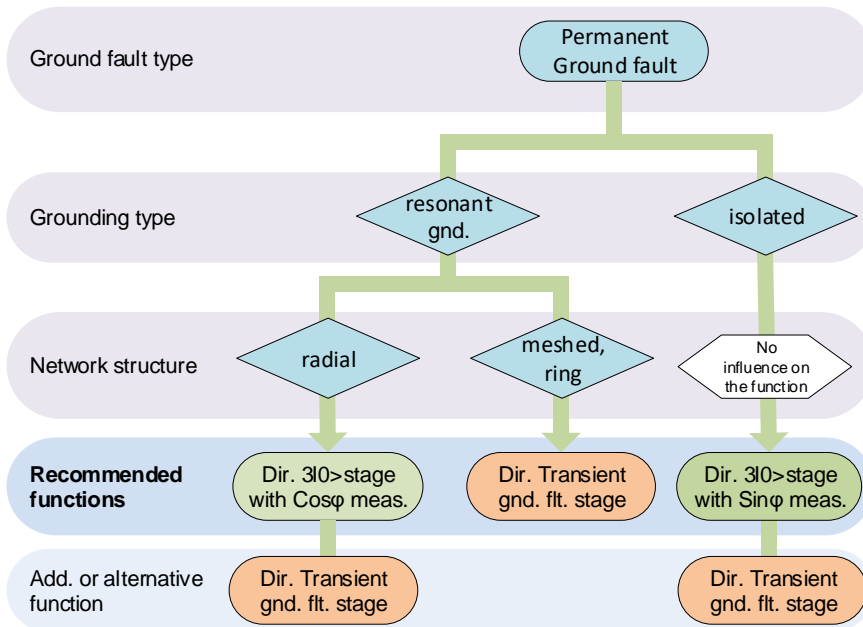 Ground fault type
Permanent
Ground fault
Grounding type
resonant
gnd.
isolated
Network structure
radial
meshed,
ring
No
influence on
the function
Recommended
functions
Dir. 3I0>stage
with Cosφ meas.
Dir. Transient
gnd. flt. stage
Dir. 3I0>stage
with Sinφ meas.
Add. or alternative
function
Dir. Transient
gnd. flt. stage
Dir. Transient
gnd. flt. stage